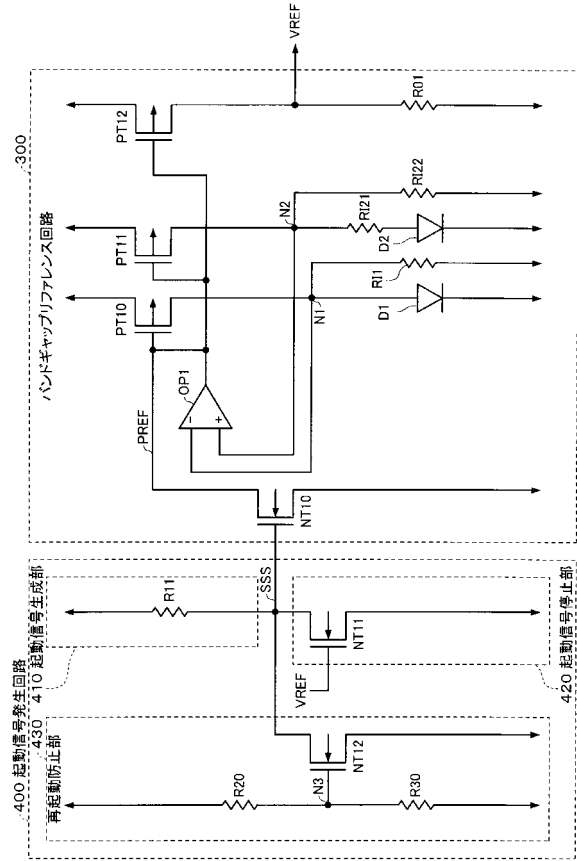 300
バンドギャップリファレンス回路
PT10
PT11
PT12
VREF
PREF
OP1
-
+
N1
N2
RI1
RI21
RI22
R01
D1
D2
NT10
400 起動信号発生回路
410 起動信号生成部
R11
SSS
VREF
NT11
420 起動信号停止部
430
再起動防止部
R20
N3
R30
NT12